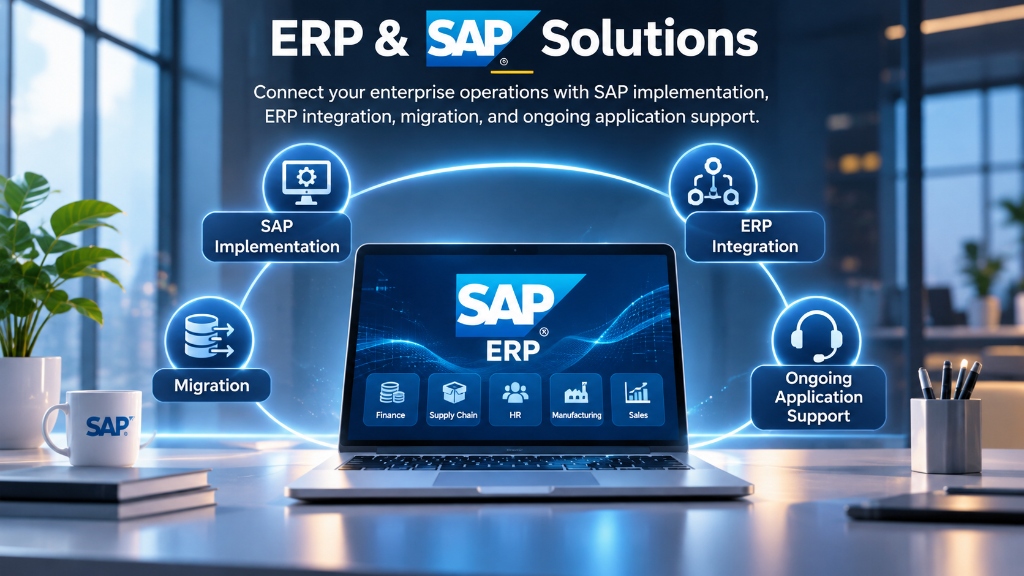 ERP & SAP® Solutions
Connect your enterprise operations with SAP implementation,
ERP integration, migration, and ongoing application support.
SAP
Implementation
ERP
Integration
Migration
Ongoing
Application
Support
SAP®
ERP
Finance
Supply Chain
HR
Manufacturing
Sales
SAP®